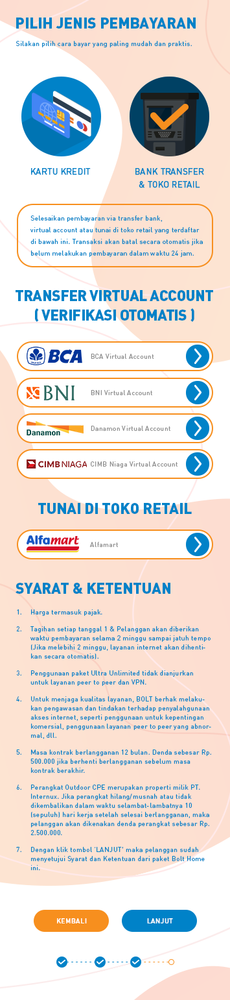 PILIH JENIS PEMBAYARAN
Silakan pilih cara bayar yang paling mudah dan praktis.
KARTU KREDIT
BANK TRANSFER
& TOKO RETAIL
Selesaikan pembayaran via transfer bank,
virtual account atau tunai di toko retail yang terdaftar
di bawah ini. Transaksi akan batal secara otomatis jika
belum melakukan pembayaran dalam waktu 24 jam.
TRANSFER VIRTUAL ACCOUNT
( VERIFIKASI OTOMATIS )
BCA BCA Virtual Account
BNI BNI Virtual Account
Danamon Danamon Virtual Account
CIMB NIAGA CIMB Niaga Virtual Account
TUNAI DI TOKO RETAIL
Alfamart Alfamart
SYARAT & KETENTUAN
1. Harga termasuk pajak.
2. Tagihan setiap tanggal 1 & Pelanggan akan diberikan
waktu pembayaran selama 2 minggu sampai jatuh tempo
(Jika melebihi 2 minggu, layanan internet akan dihenti-
kan secara otomatis).
3. Penggunaan paket Ultra Unlimited tidak dianjurkan
untuk layanan peer to peer dan VPN.
4. Untuk menjaga kualitas layanan, BOLT berhak melaku-
kan pengawasan dan tindakan terhadap penyalahgunaan
akses internet, seperti penggunaan untuk kepentingan
komersial, penggunaan layanan peer to peer yang abnor-
mal, dll.
5. Masa kontrak berlangganan 12 bulan. Denda sebesar Rp.
500.000 jika berhenti berlangganan sebelum masa
kontrak berakhir.
6. Perangkat Outdoor CPE merupakan properti milik PT.
Internux. Jika perangkat hilang/musnah atau tidak
dikembalikan dalam waktu selambat-lambatnya 10
(sepuluh) hari kerja setelah selesai berlangganan, maka
pelanggan akan dikenakan denda perangkat sebesar Rp.
2.500.000.
7. Dengan klik tombol 'LANJUT' maka pelanggan sudah
menyetujui Syarat dan Ketentuan dari paket Bolt Home
ini.
KEMBALI
LANJUT